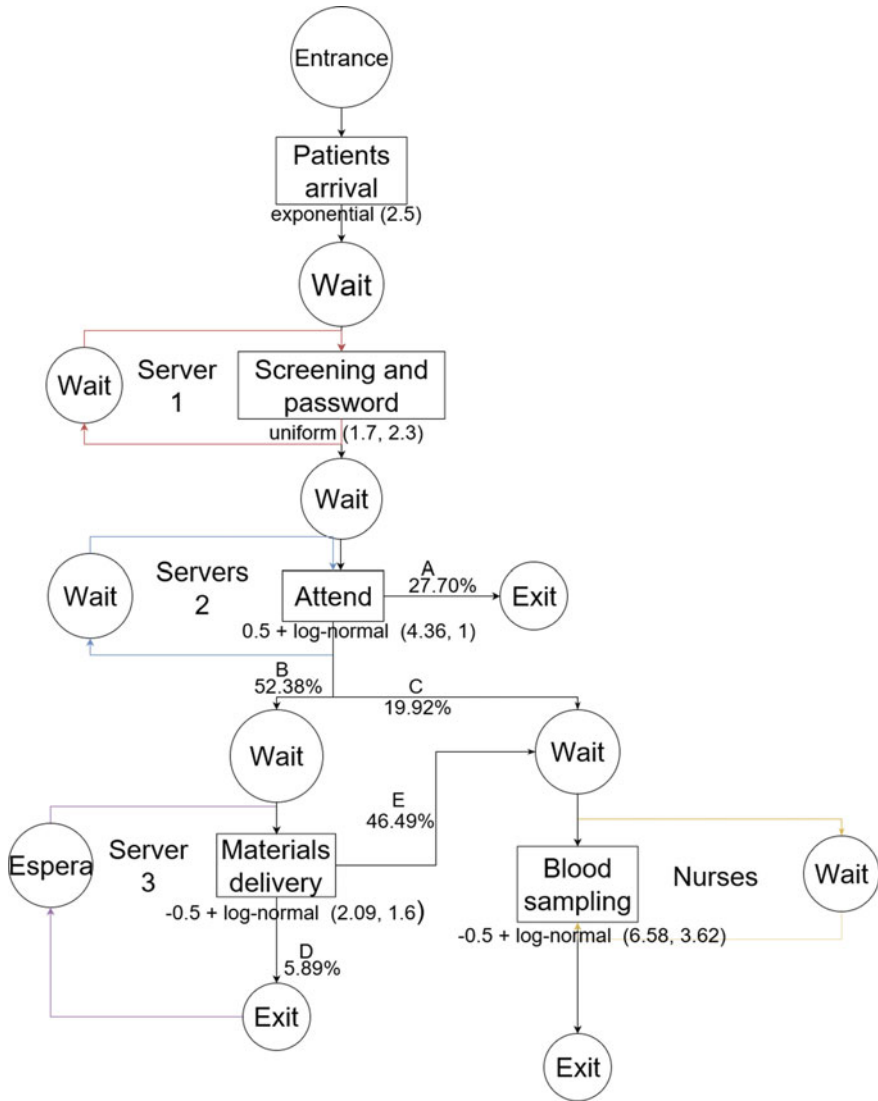 Entrance
Patients
arrival
exponential (2.5)
Wait
Wait
Server
1
Screening and
password
uniform (1.7, 2.3)
Wait
Wait
Servers
2
Attend
A
27.70%
Exit
0.5 + log-normal (4.36, 1)
B
52.38%
C
19.92%
Wait
Wait
E
46.49%
Espera
Server
3
Materials
delivery
-0.5 + log-normal (2.09, 1.6)
Blood
sampling
Nurses
Wait
-0.5 + log-normal (6.58, 3.62)
D
5.89%
Exit
Exit